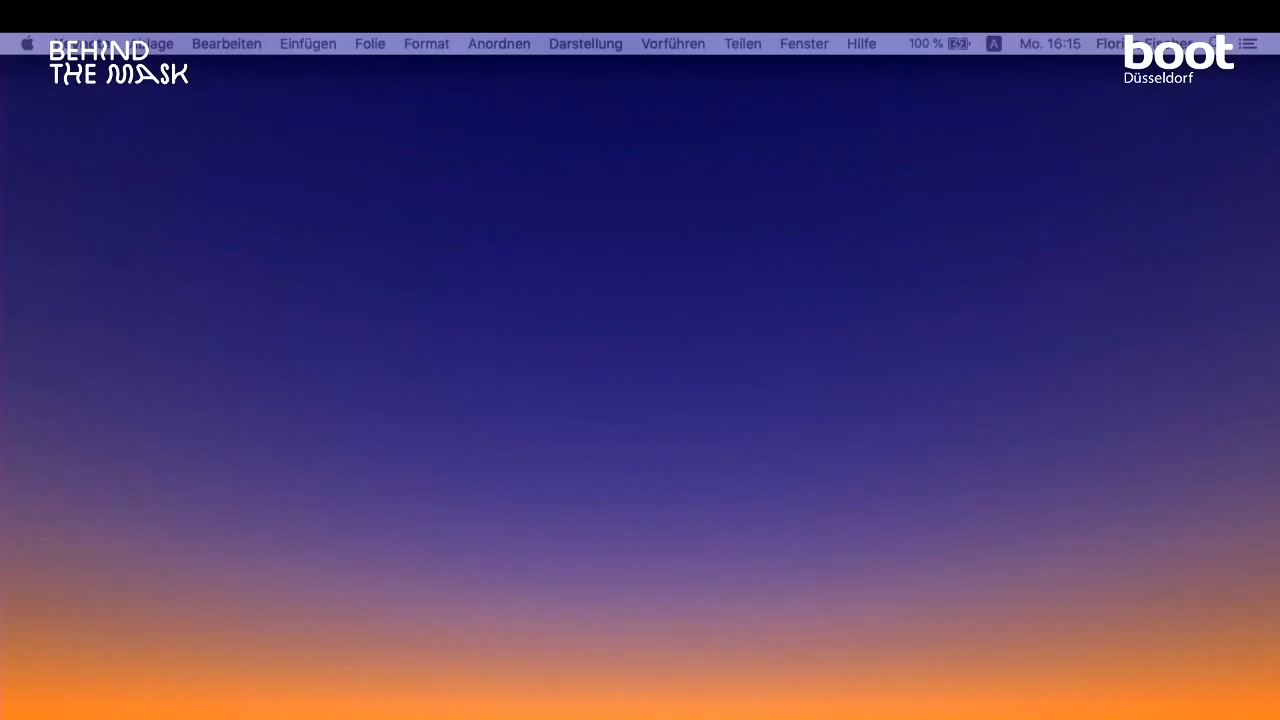 BEHIND
THE MASK
Bearbeiten Einfügen Folie Format Anordnen Darstellung Vorführen Teilen Fenster Hilfe 100 % A Mo. 16:15
boot
Düsseldorf